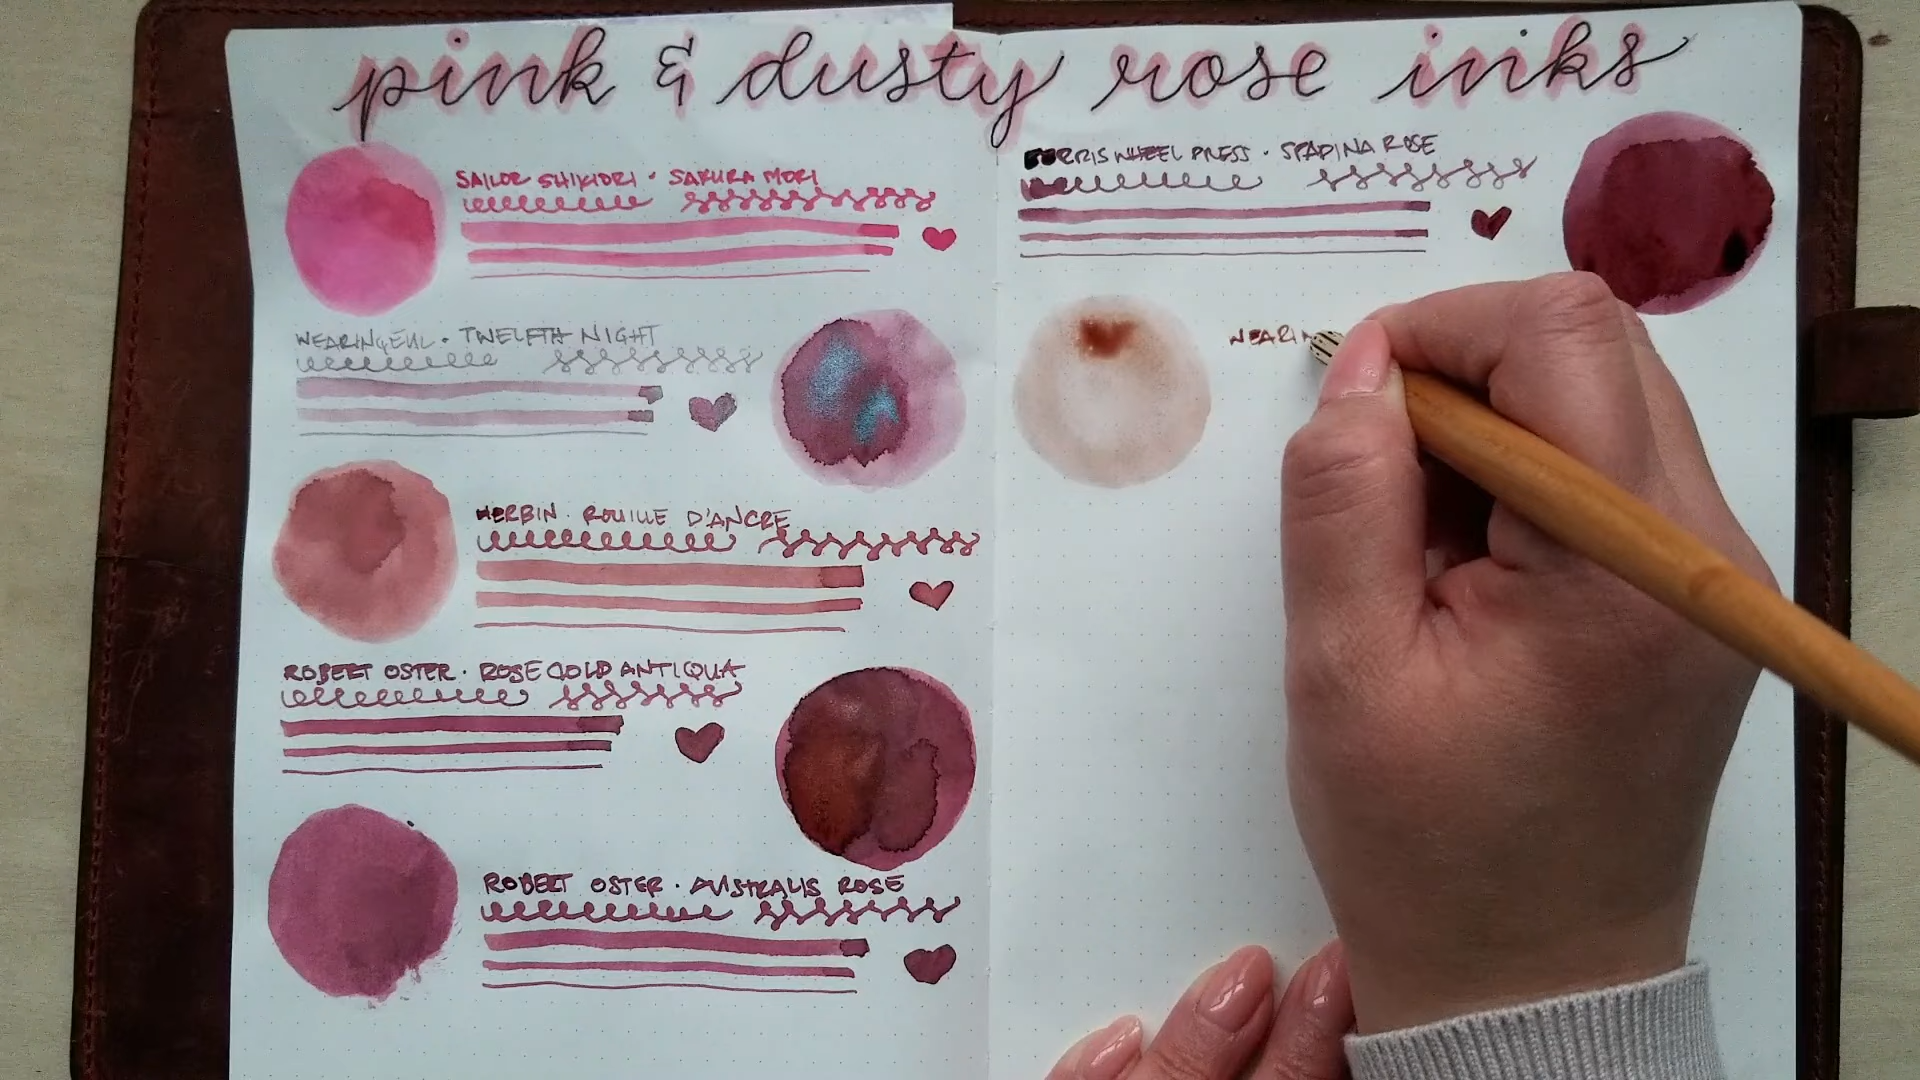 pink & dusty rose inks
SAILOR SHIKIORI · SAKURA MORI
WEARINGEUL · TWELFTH NIGHT
HERBIN · ROUILLE D'ANCRE
ROBERT OSTER · ROSE GOLD ANTIQUA
ROBERT OSTER · AUSTRALIS ROSE
FERRIS WHEEL PRESS · SPADINA ROSE
WEARIN